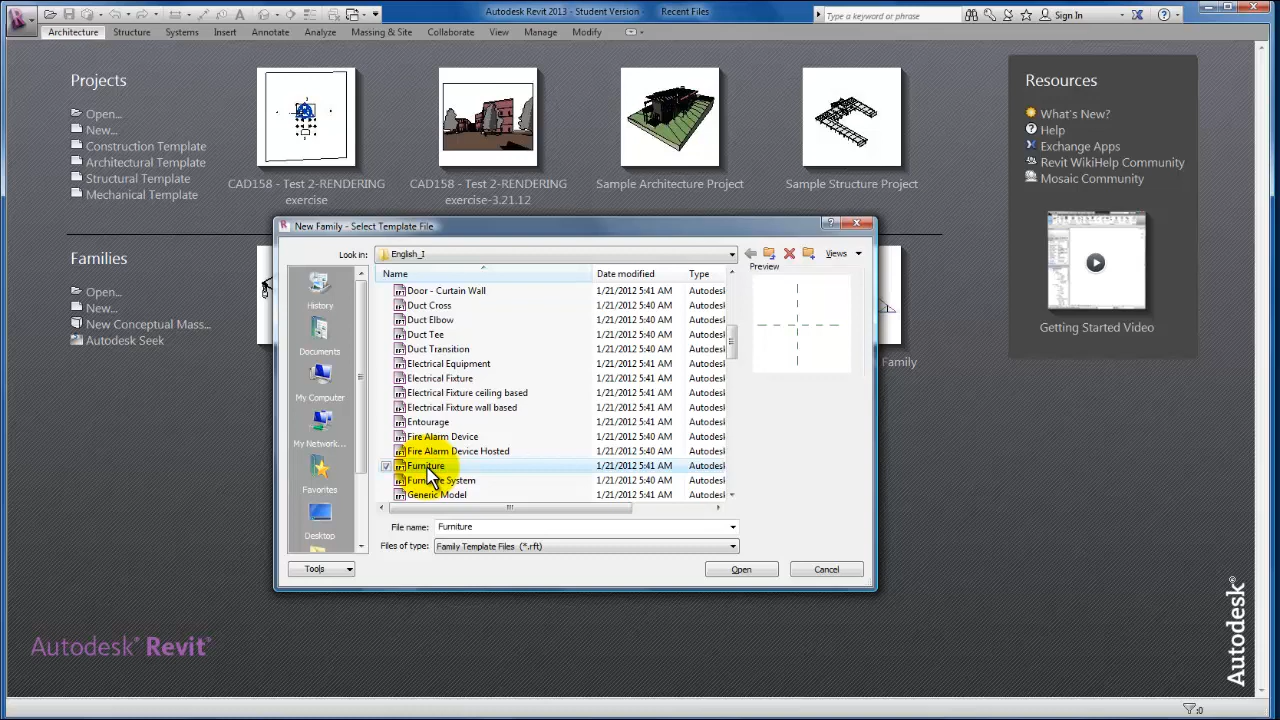 Autodesk Revit 2013 - Student Version - Recent Files
Type a keyword or phrase
Sign In
Architecture Structure Systems Insert Annotate Analyze Massing & Site Collaborate View Manage Modify
Projects
Open...
New...
Construction Template
Architectural Template
Structural Template
Mechanical Template
CAD158 - Test 2-RENDERING exercise
CAD158 - Test 2-RENDERING exercise-3.21.12
Sample Architecture Project
Sample Structure Project
Resources
What's New?
Help
Exchange Apps
Revit WikiHelp Community
Mosaic Community
Getting Started Video
Families
Open...
New...
New Conceptual Mass...
Autodesk Seek
Family
New Family - Select Template File
Look in: English_I
Views
Name Date modified Type
Preview
Door - Curtain Wall 1/21/2012 5:41 AM Autodesk
Duct Cross 1/21/2012 5:40 AM Autodesk
Duct Elbow 1/21/2012 5:40 AM Autodesk
Duct Tee 1/21/2012 5:40 AM Autodesk
Duct Transition 1/21/2012 5:40 AM Autodesk
Electrical Equipment 1/21/2012 5:41 AM Autodesk
Electrical Fixture 1/21/2012 5:41 AM Autodesk
Electrical Fixture ceiling based 1/21/2012 5:41 AM Autodesk
Electrical Fixture wall based 1/21/2012 5:41 AM Autodesk
Entourage 1/21/2012 5:41 AM Autodesk
Fire Alarm Device 1/21/2012 5:40 AM Autodesk
Fire Alarm Device Hosted 1/21/2012 5:40 AM Autodesk
Furniture 1/21/2012 5:41 AM Autodesk
Furniture System 1/21/2012 5:40 AM Autodesk
Generic Model 1/21/2012 5:41 AM Autodesk
History
Documents
My Computer
My Network...
Favorites
Desktop
File name: Furniture
Files of type: Family Template Files (*.rft)
Tools
Open
Cancel
Autodesk® Revit®
Autodesk®
:0